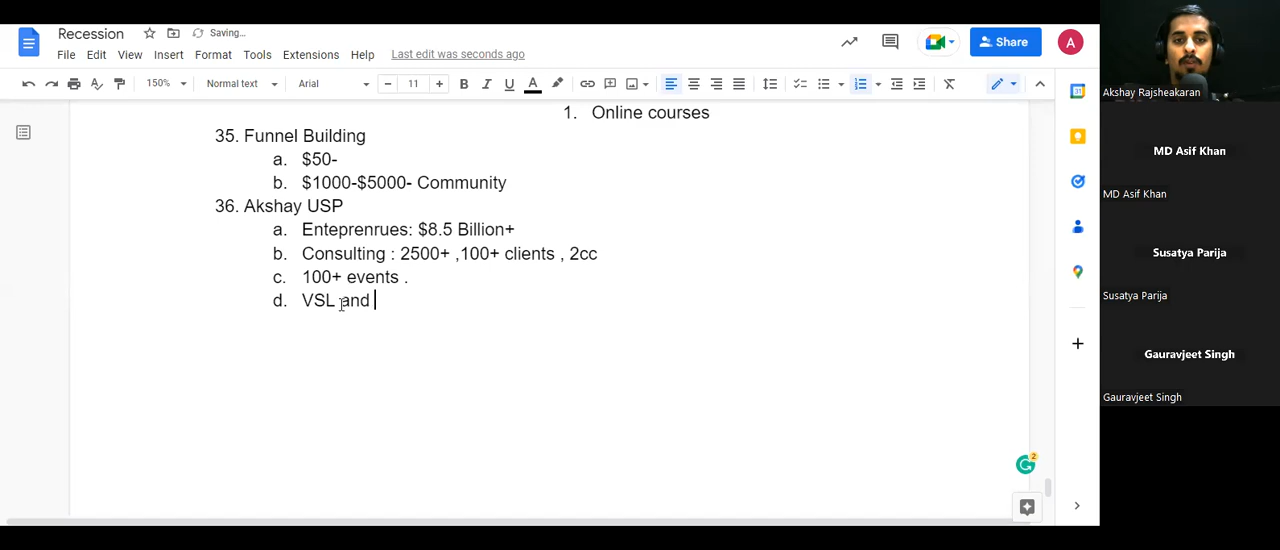 Recession
Saving...
File Edit View Insert Format Tools Extensions Help Last edit was seconds ago
Share
A
150% Normal text Arial 11 B I U A
1. Online courses
35. Funnel Building
a. $50-
b. $1000-$5000- Community
36. Akshay USP
a. Enteprenrues: $8.5 Billion+
b. Consulting : 2500+ ,100+ clients , 2cc
c. 100+ events .
d. VSL and
2
Akshay Rajsheakaran
MD Asif Khan
MD Asif Khan
Susatya Parija
Susatya Parija
Gauravjeet Singh
Gauravjeet Singh